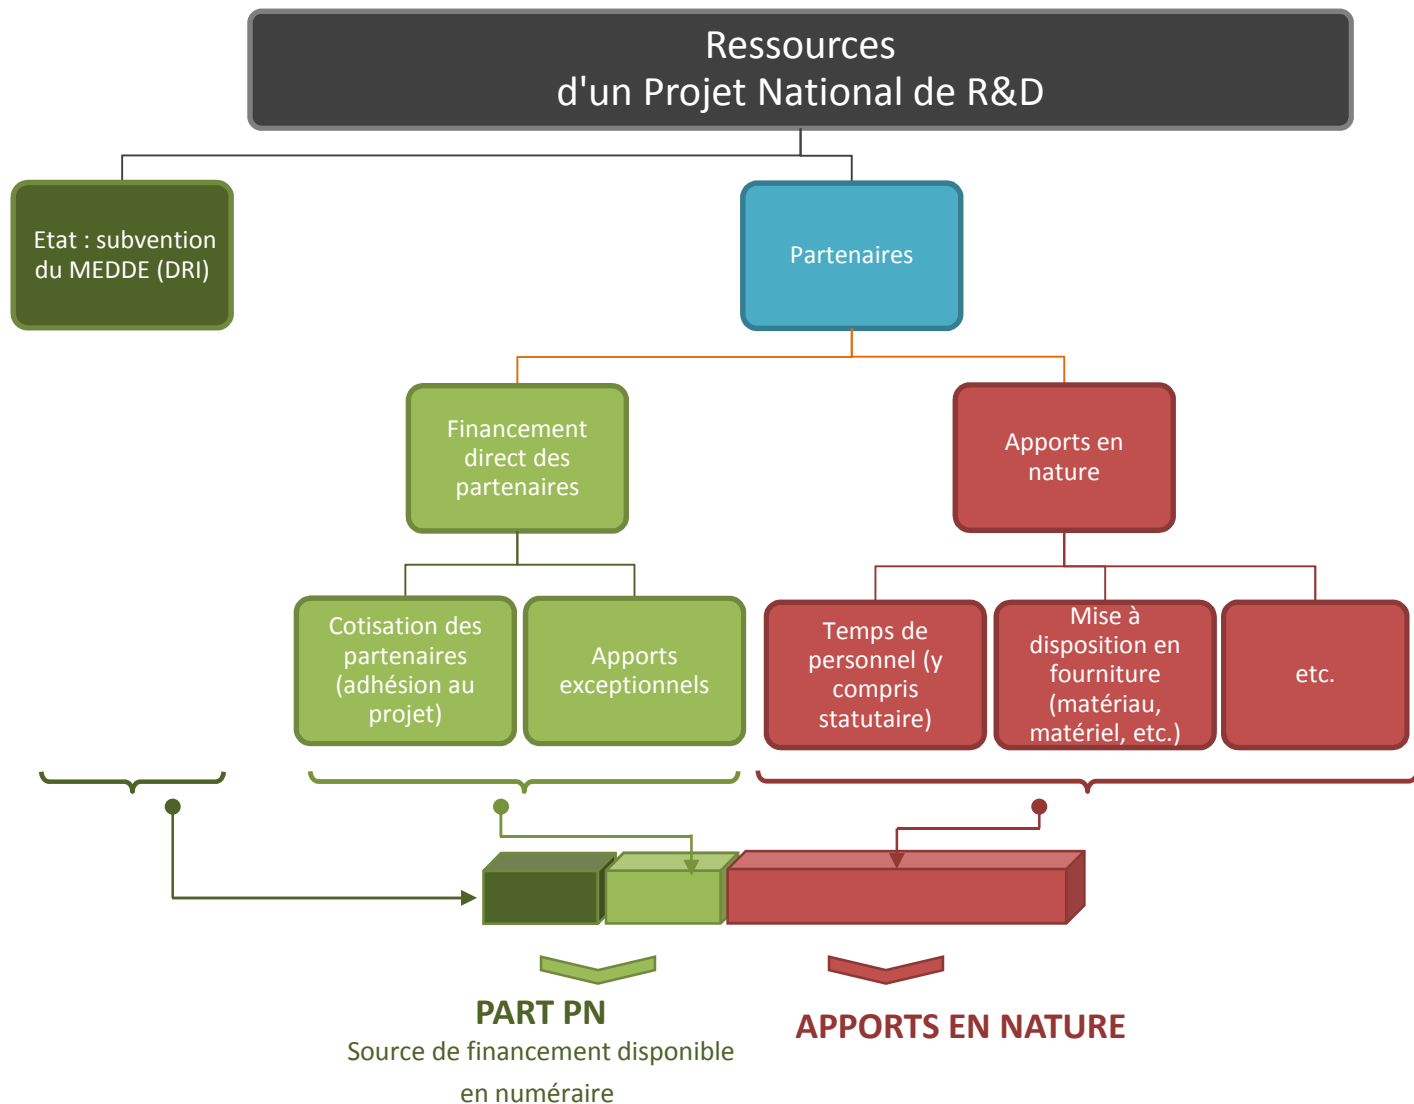 Ressources
d'un Projet National de R&D
Etat : subvention
du MEDDE (DRI)
Partenaires
Financement
direct des
partenaires
Apports en
nature
Cotisation des
partenaires
(adhésion au
projet)
Apports
exceptionnels
Temps de
personnel (y
compris
statutaire)
Mise à
disposition en
fourniture
(matériau,
matériel, etc.)
etc.
PART PN
Source de financement disponible
en numéraire
APPORTS EN NATURE